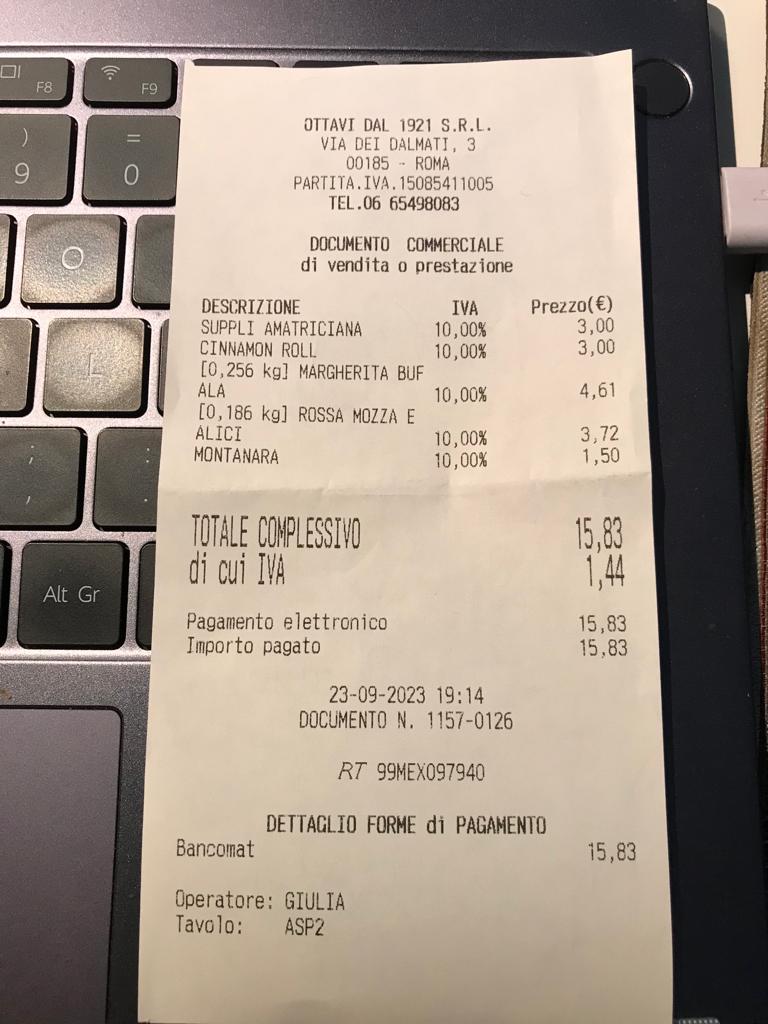 F8
F9
)
9
=
0
O
L
;
,
:
.
Alt Gr
OTTAVI DAL 1921 S.R.L.
VIA DEI DALMATI, 3
00185 - ROMA
PARTITA.IVA.15085411005
TEL.06 65498083
DOCUMENTO COMMERCIALE
di vendita o prestazione
DESCRIZIONE IVA Prezzo(€)
SUPPLI AMATRICIANA 10,00% 3,00
CINNAMON ROLL 10,00% 3,00
[0,256 kg] MARGHERITA BUF
ALA 10,00% 4,61
[0,186 kg] ROSSA MOZZA E
ALICI 10,00% 3,72
MONTANARA 10,00% 1,50
TOTALE COMPLESSIVO 15,83
di cui IVA 1,44
Pagamento elettronico 15,83
Importo pagato 15,83
23-09-2023 19:14
DOCUMENTO N. 1157-0126
RT 99MEX097940
DETTAGLIO FORME di PAGAMENTO
Bancomat 15,83
Operatore: GIULIA
Tavolo: ASP2